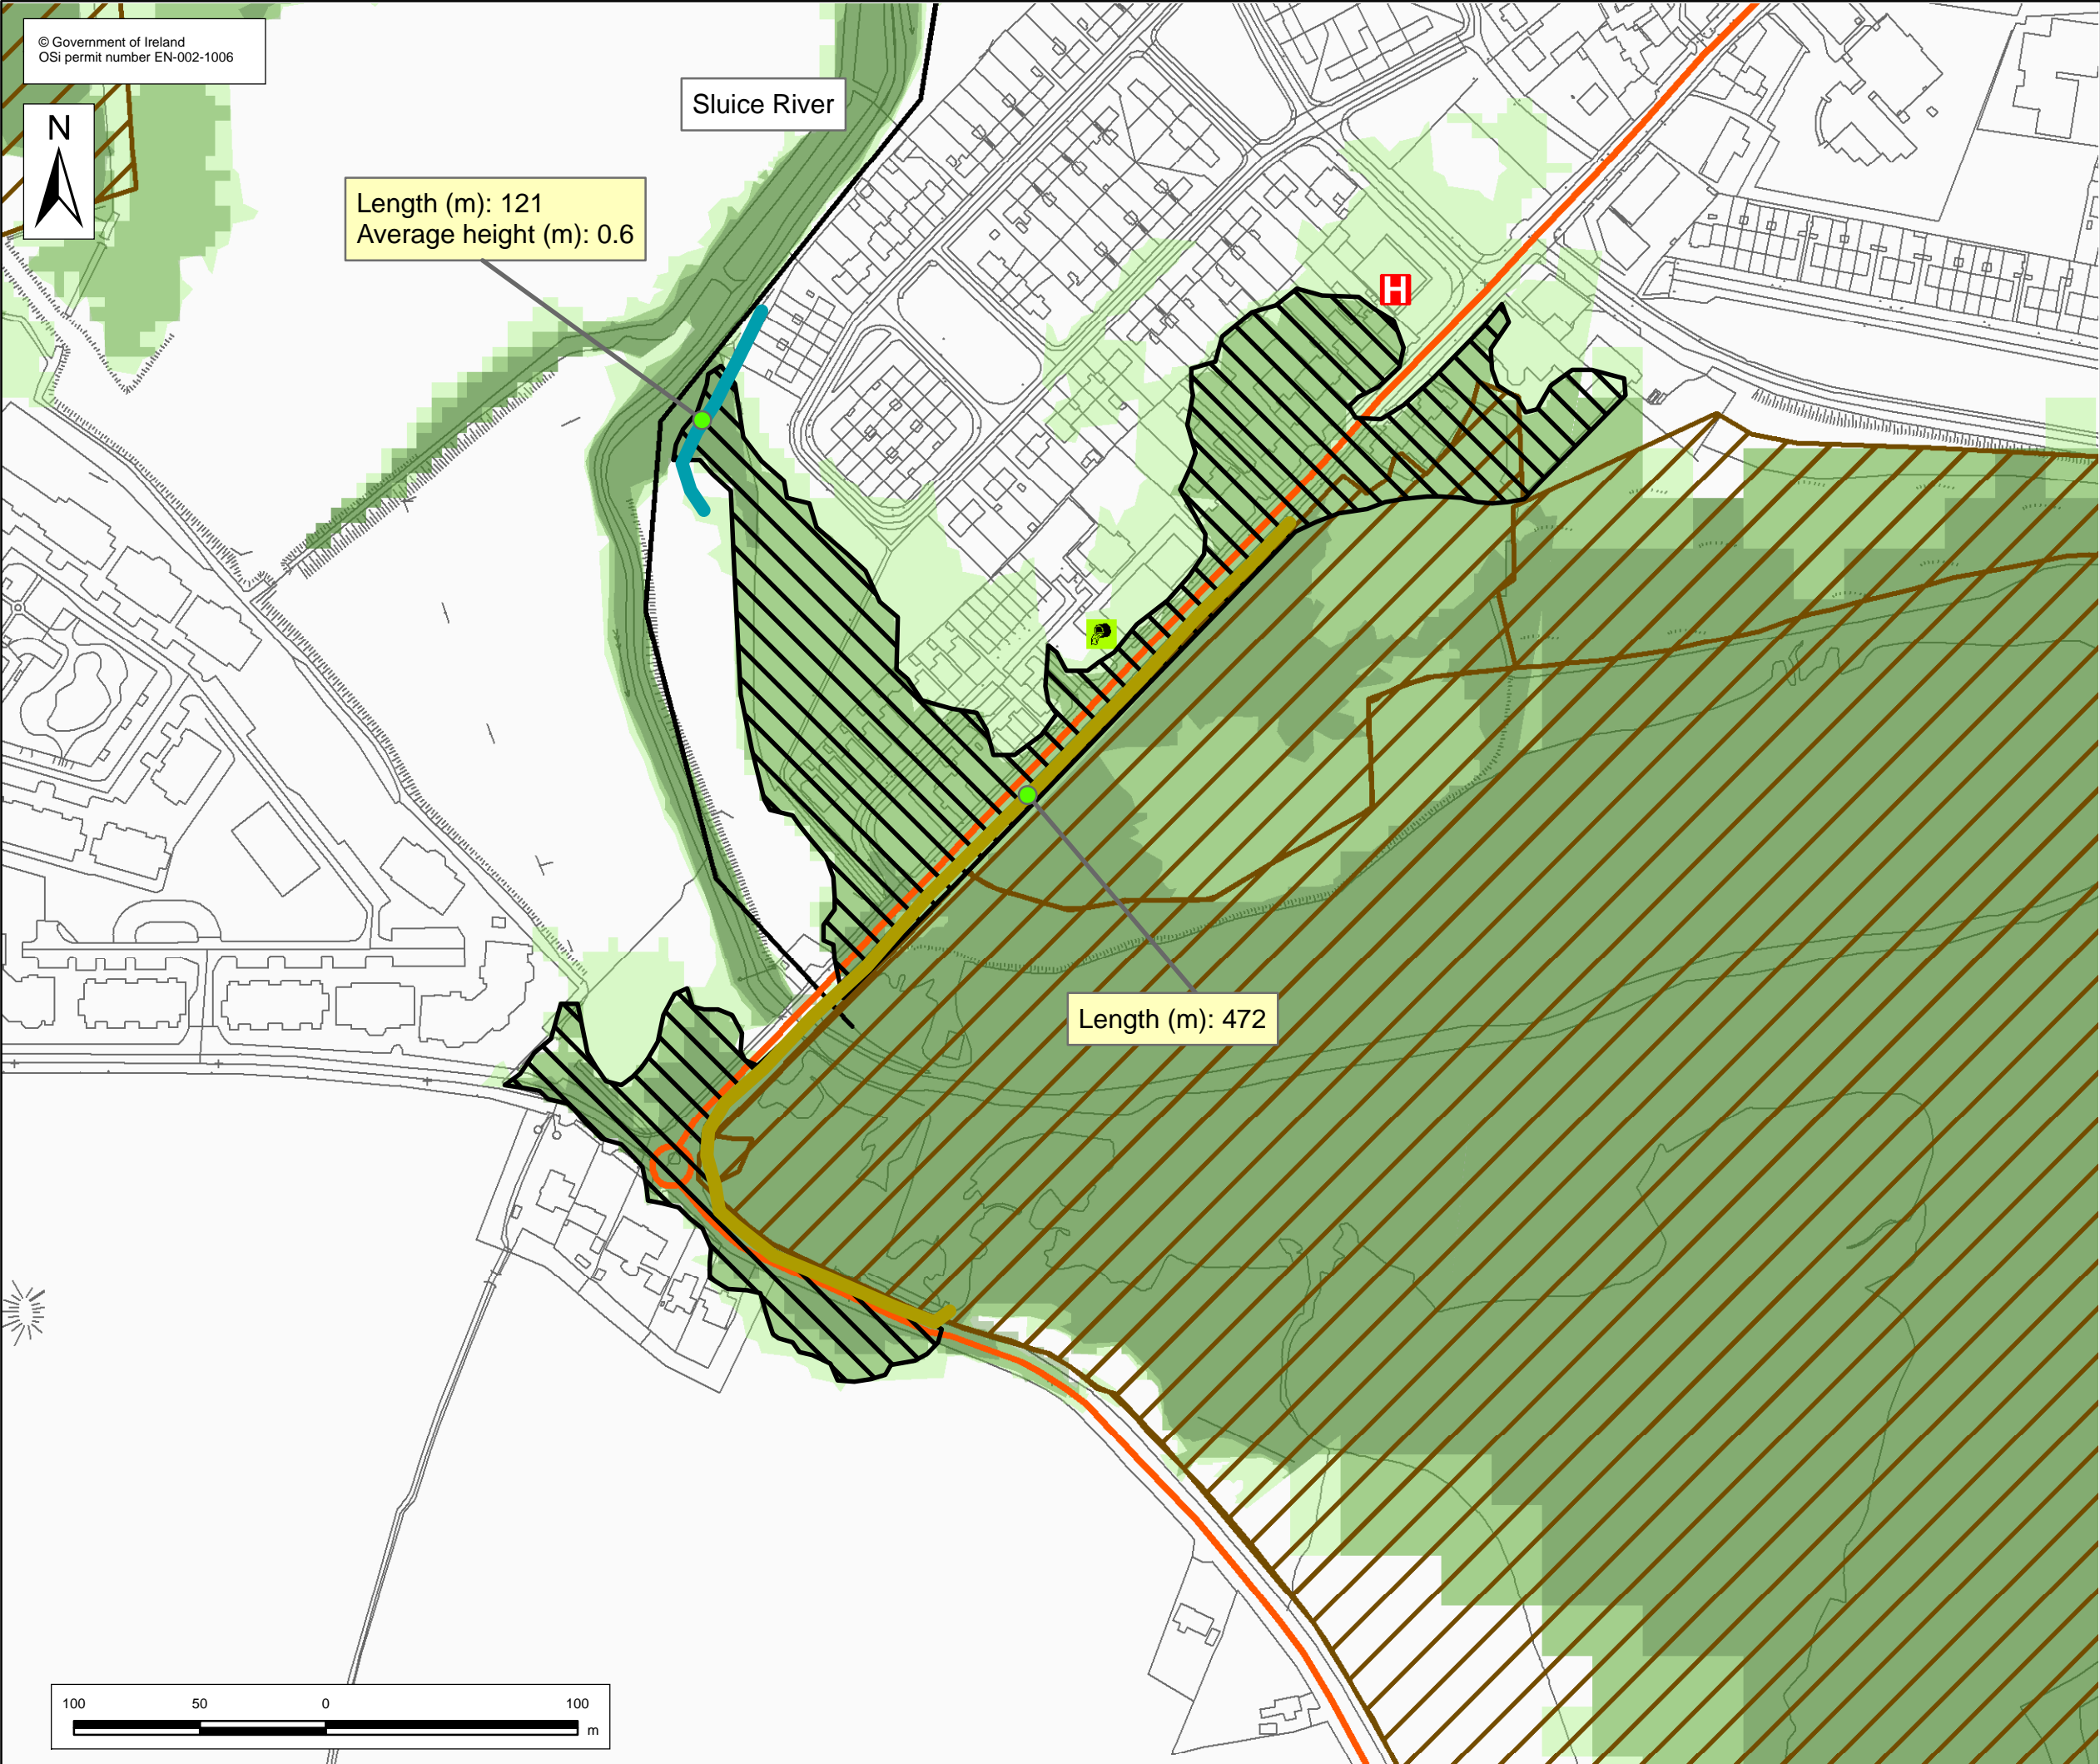 © Government of Ireland
OSi permit number EN-002-1006
N
Sluice River
Length (m): 121
Average height (m): 0.6
H
Length (m): 472
100 50 0 100
m